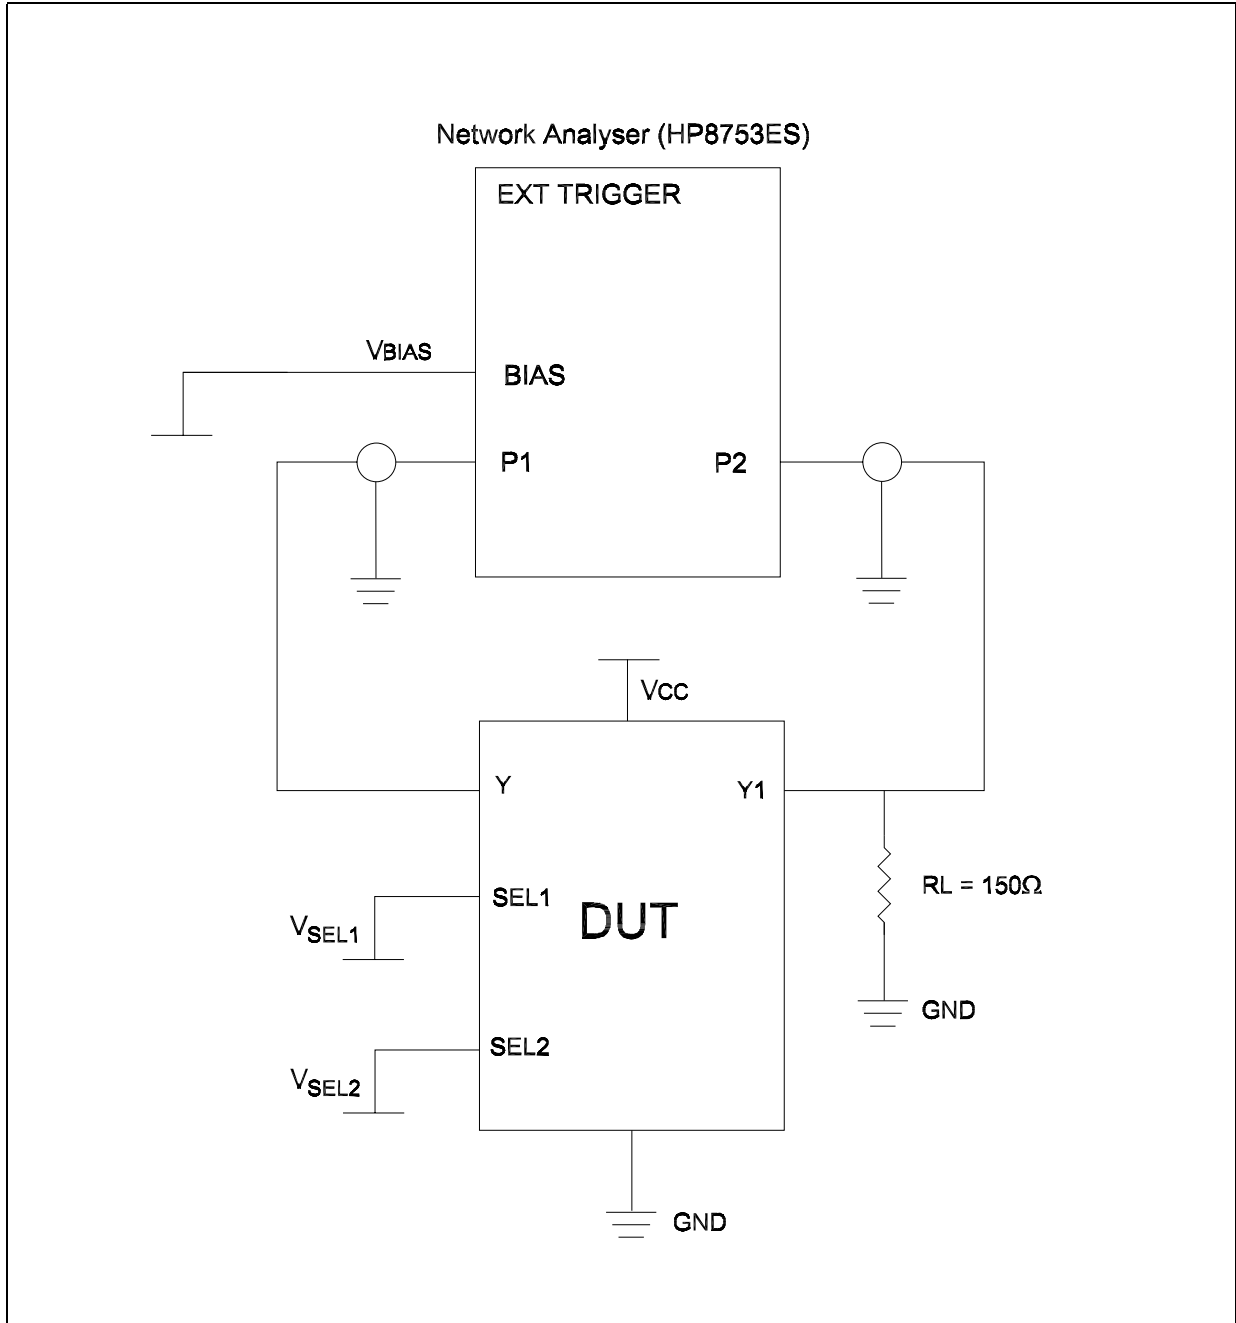 Network Analyser (HP8753ES)
EXT TRIGGER
VBIAS
BIAS
P1
P2
VCC
Y
Y1
SEL1
DUT
RL = 150Ω
VSEL1
GND
SEL2
VSEL2
GND